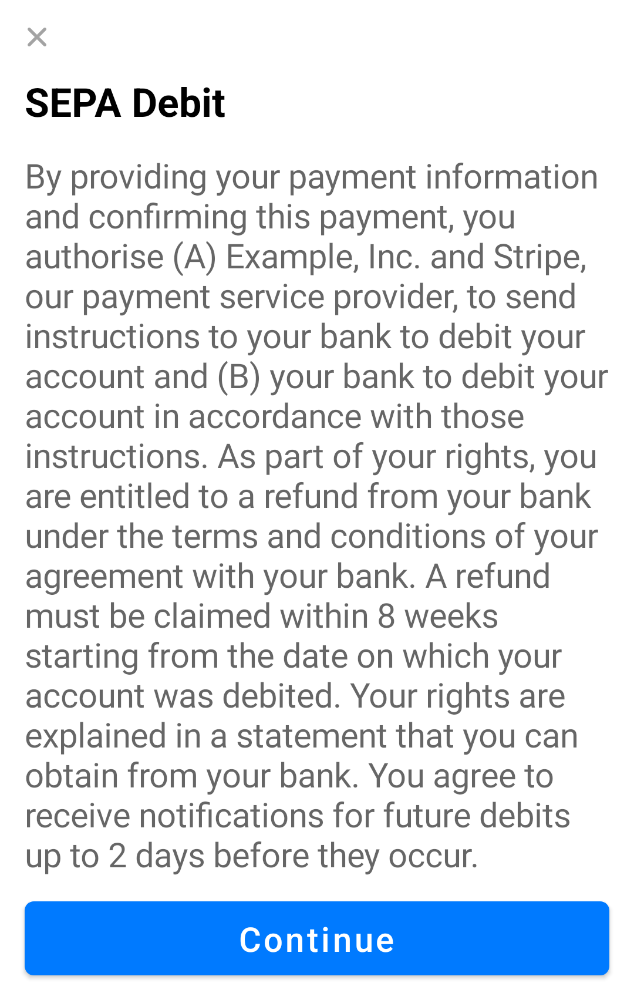 SEPA Debit
By providing your payment information
and confirming this payment, you
authorise (A) Example, Inc. and Stripe,
our payment service provider, to send
instructions to your bank to debit your
account and (B) your bank to debit your
account in accordance with those
instructions. As part of your rights, you
are entitled to a refund from your bank
under the terms and conditions of your
agreement with your bank. A refund
must be claimed within 8 weeks
starting from the date on which your
account was debited. Your rights are
explained in a statement that you can
obtain from your bank. You agree to
receive notifications for future debits
up to 2 days before they occur.
Continue